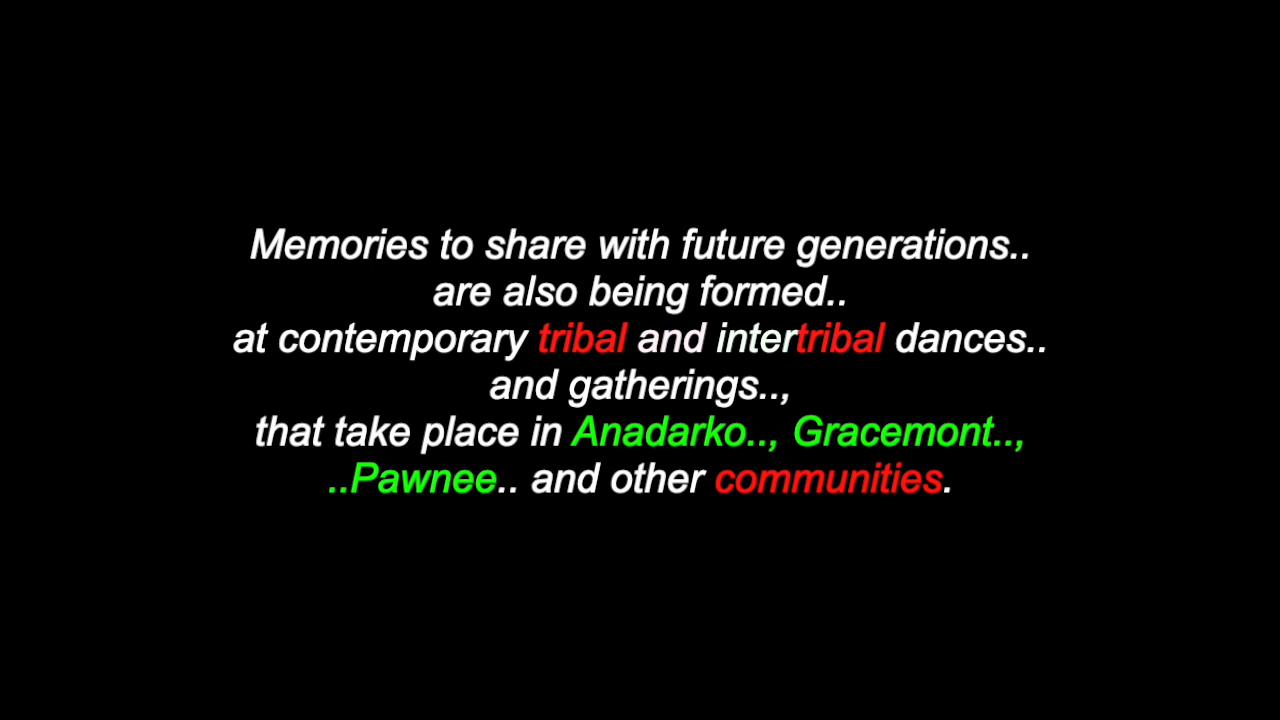 Memories to share with future generations..
are also being formed..
at contemporary tribal and intertribal dances..
and gatherings..,
that take place in Anadarko.., Gracemont..,
..Pawnee.. and other communities.